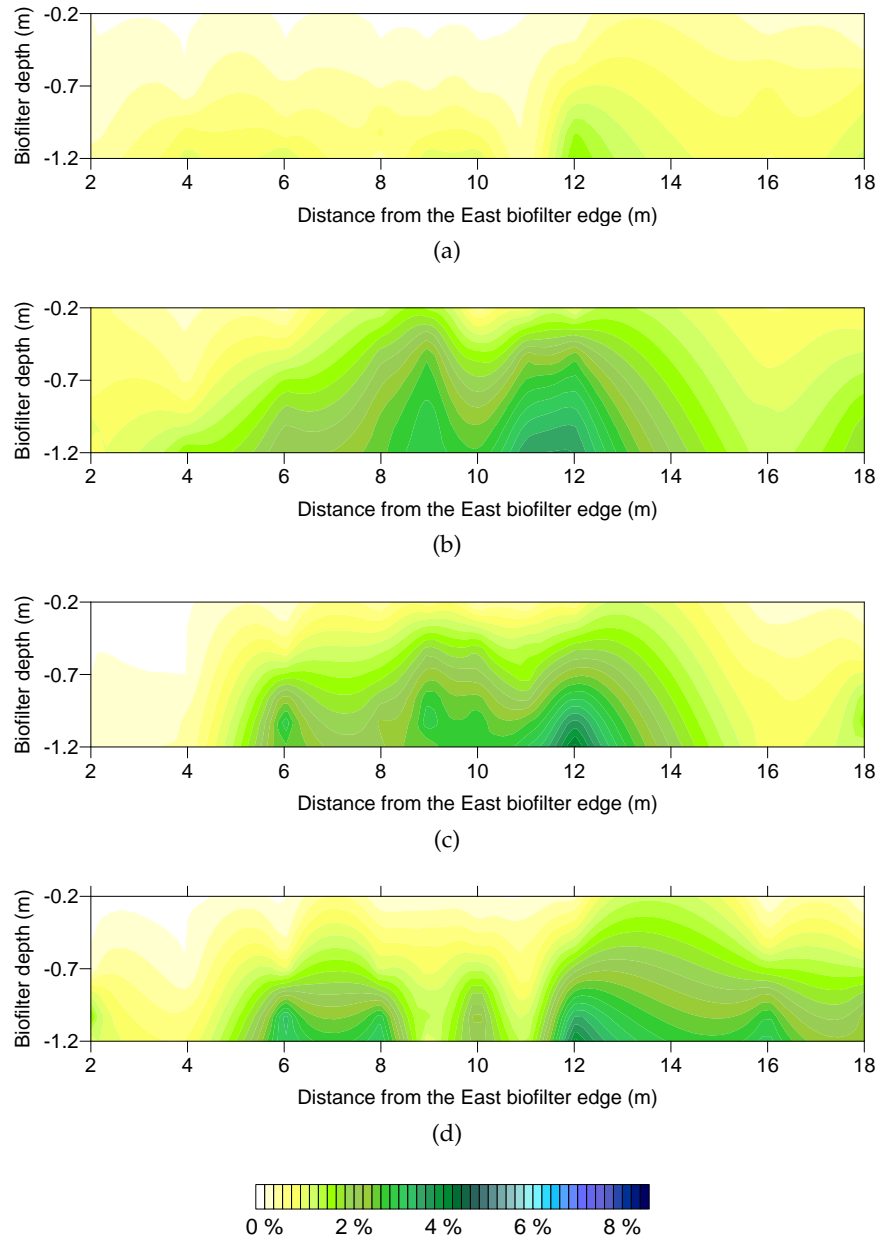 -0.2
-0.7
-1.2
Biofilter depth (m)
2 4 6 8 10 12 14 16 18
Distance from the East biofilter edge (m)
(a)
-0.2
-0.7
-1.2
Biofilter depth (m)
2 4 6 8 10 12 14 16 18
Distance from the East biofilter edge (m)
(b)
-0.2
-0.7
-1.2
Biofilter depth (m)
2 4 6 8 10 12 14 16 18
Distance from the East biofilter edge (m)
(c)
-0.2
-0.7
-1.2
Biofilter depth (m)
2 4 6 8 10 12 14 16 18
Distance from the East biofilter edge (m)
(d)
0 % 2 % 4 % 6 % 8 %